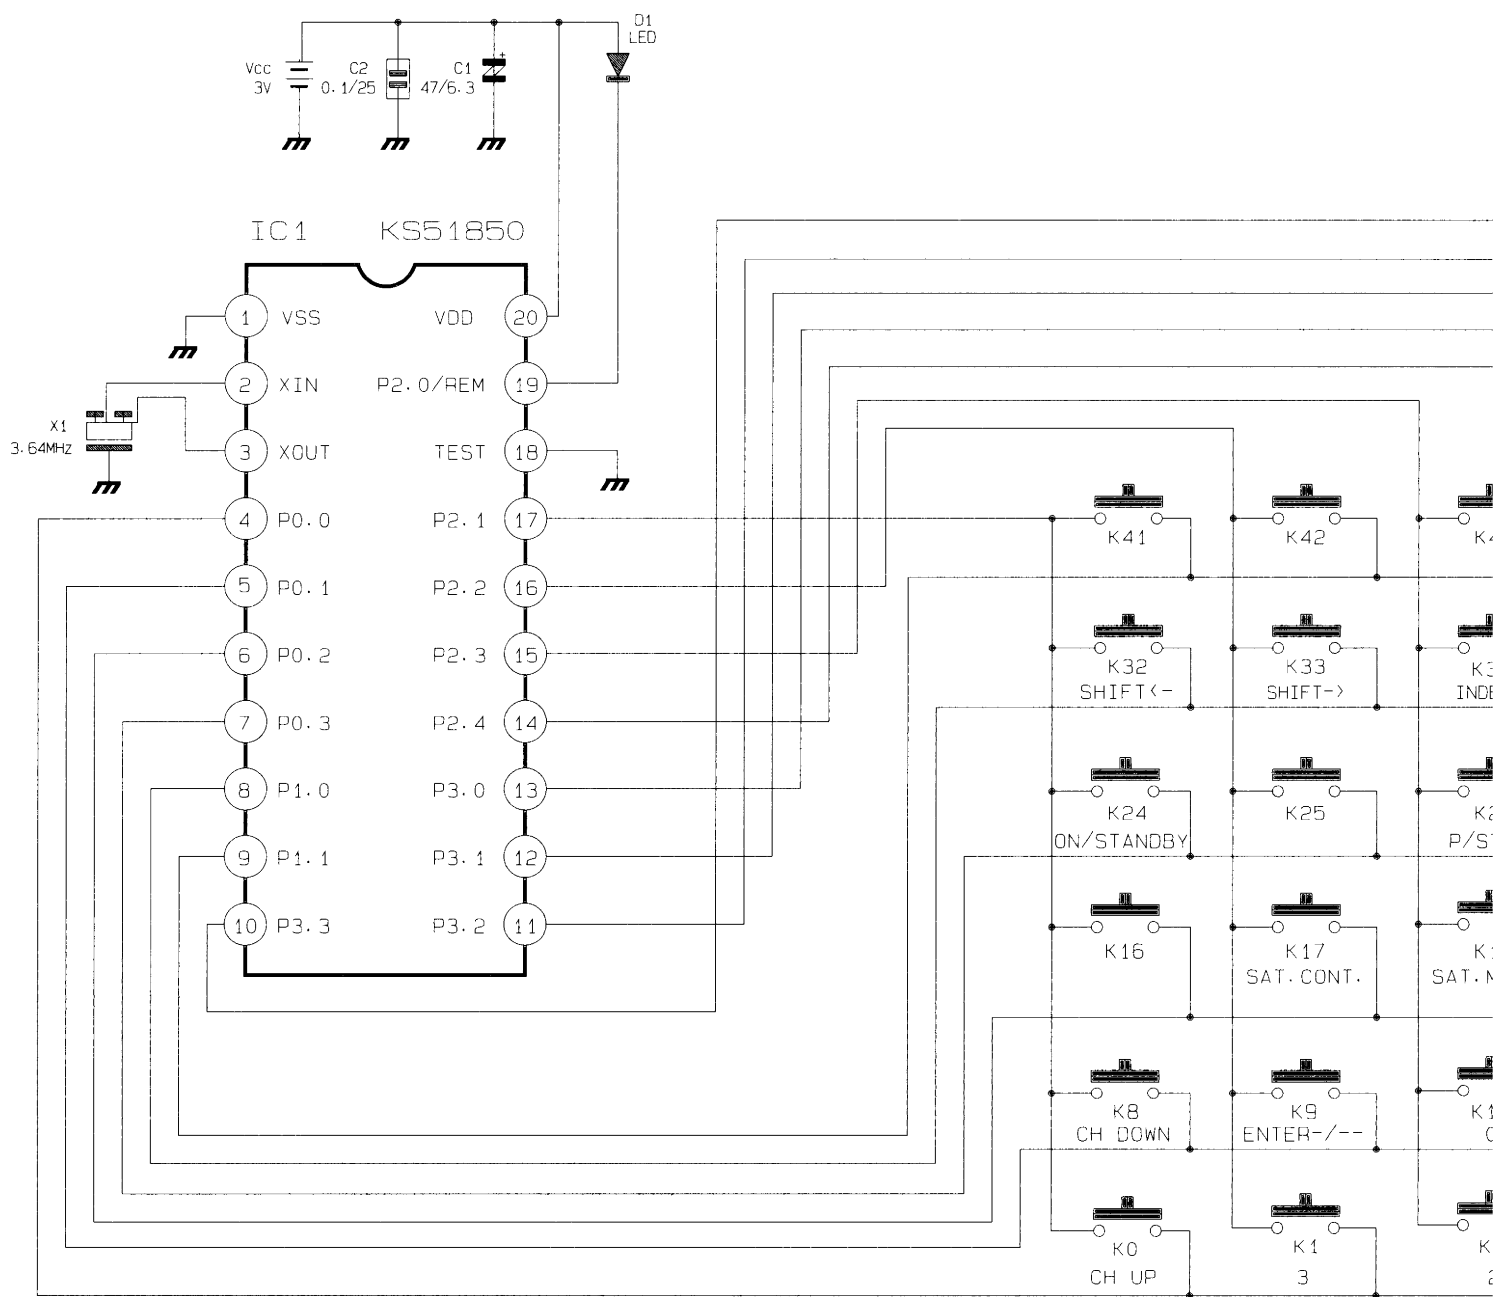 D1
LED
Vcc
3V
C2
0.1/25
C1
47/6.3
+
IC1 KS51850
1 VSS VDD 20
2 XIN P2.0/REM 19
X1
3.64MHz
3 XOUT TEST 18
4 P0.0 P2.1 17
5 P0.1 P2.2 16
6 P0.2 P2.3 15
7 P0.3 P2.4 14
8 P1.0 P3.0 13
9 P1.1 P3.1 12
10 P3.3 P3.2 11
K41 K42
K32 K33
SHIFT<- SHIFT->
K24 K25
ON/STANDBY P/S
K16 K17
SAT.CONT. SAT.
K8 K9
CH DOWN ENTER-/--
K0 K1
CH UP 3